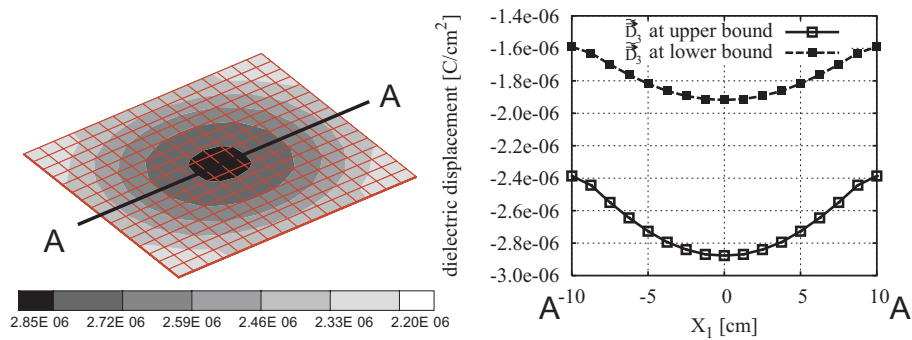 A
A
2.85E 06 2.72E 06 2.59E 06 2.46E 06 2.33E 06 2.20E 06
dielectric displacement [C/cm²]
-1.4e-06
-1.6e-06
-1.8e-06
-2.0e-06
-2.2e-06
-2.4e-06
-2.6e-06
-2.8e-06
-3.0e-06
D₃ at upper bound
D₃ at lower bound
-10 -5 0 5 10
A A
X₁ [cm]